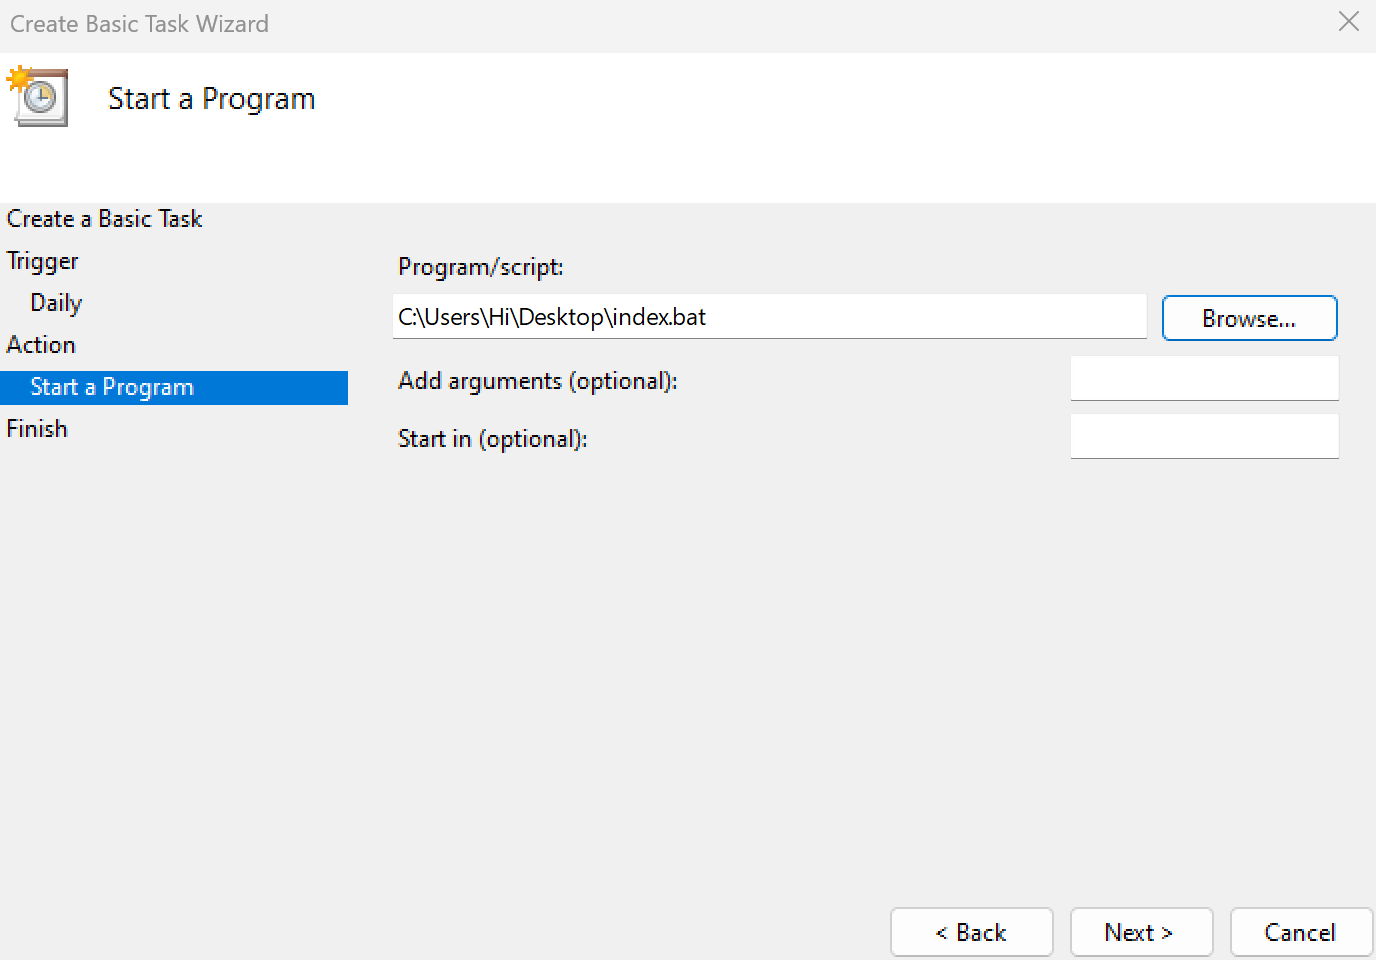 Create Basic Task Wizard
Start a Program
Create a Basic Task
Trigger
Daily
Action
Start a Program
Finish
Program/script:
C:\Users\Hi\Desktop\index.bat
Browse...
Add arguments (optional):
Start in (optional):
< Back
Next >
Cancel